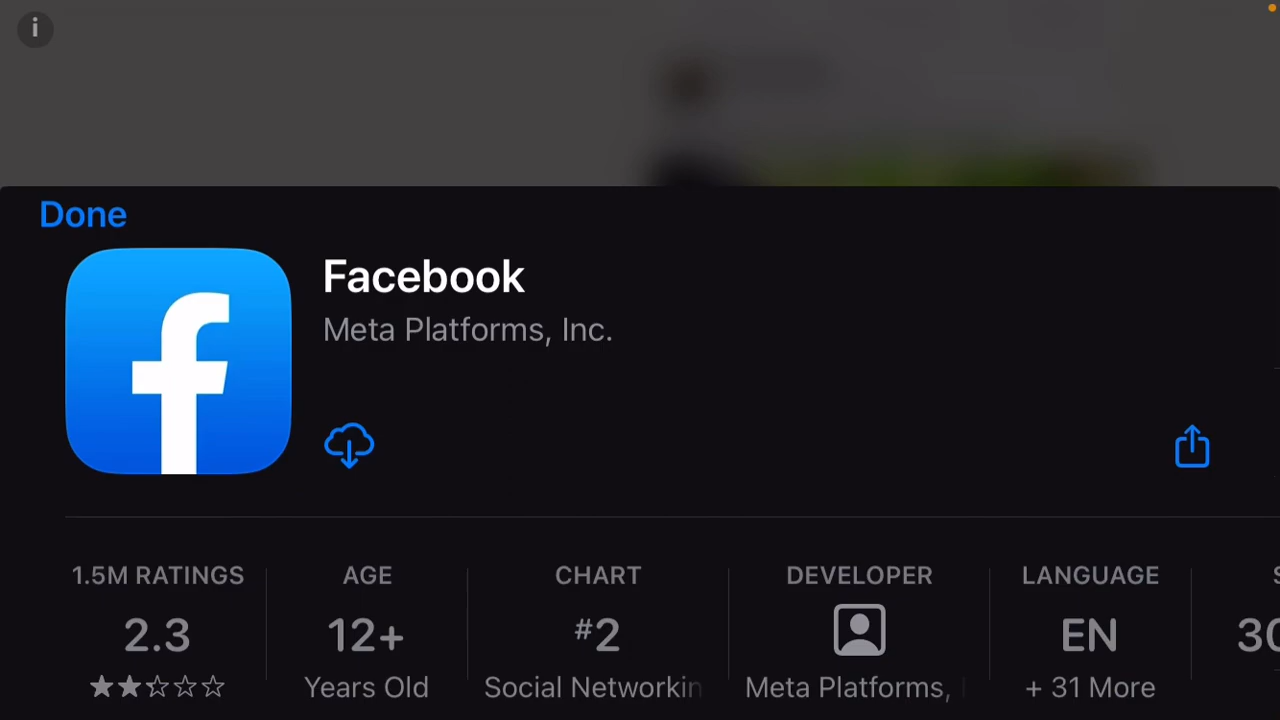 i
Done
Facebook
Meta Platforms, Inc.
1.5M RATINGS
2.3
AGE
12+
Years Old
CHART
#2
Social Networkin
DEVELOPER
Meta Platforms,
LANGUAGE
EN
+ 31 More
S
30